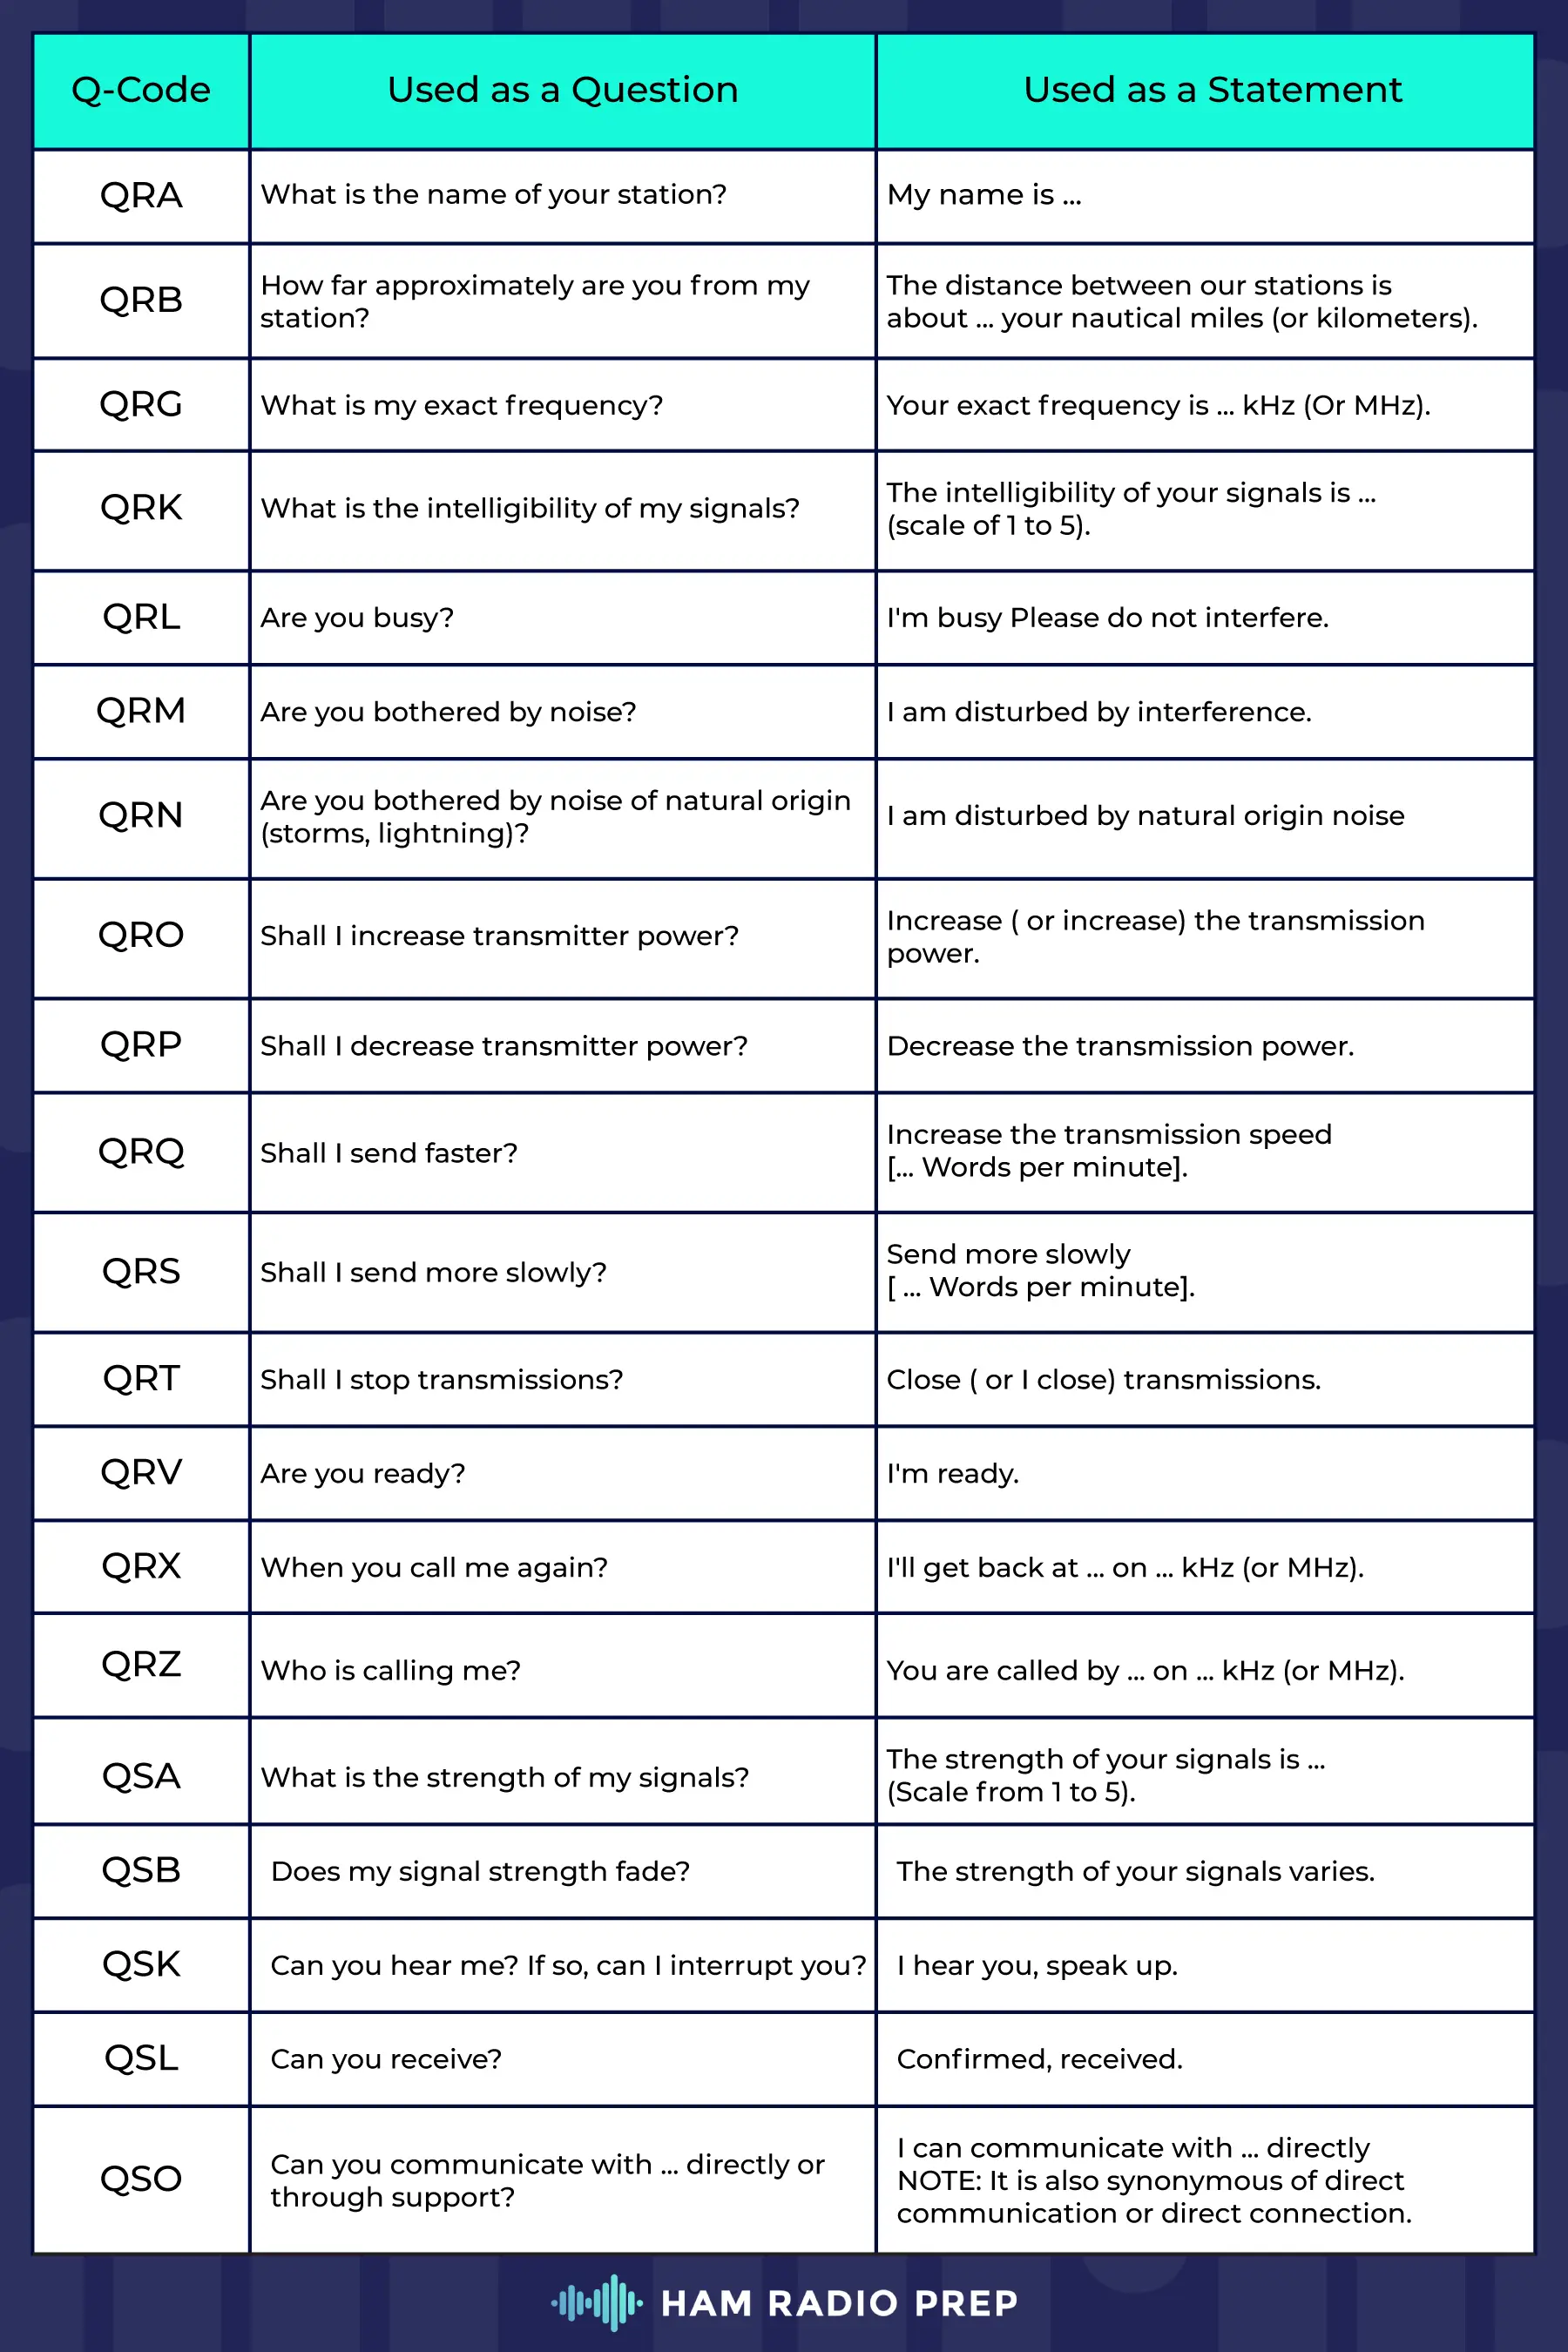 Q-Code Used as a Question Used as a Statement
QRA What is the name of your station? My name is ...
QRB How far approximately are you from my station? The distance between our stations is about ... your nautical miles (or kilometers).
QRG What is my exact frequency? Your exact frequency is ... kHz (Or MHz).
QRK What is the intelligibility of my signals? The intelligibility of your signals is ... (scale of 1 to 5).
QRL Are you busy? I'm busy Please do not interfere.
QRM Are you bothered by noise? I am disturbed by interference.
QRN Are you bothered by noise of natural origin (storms, lightning)? I am disturbed by natural origin noise
QRO Shall I increase transmitter power? Increase ( or increase) the transmission power.
QRP Shall I decrease transmitter power? Decrease the transmission power.
QRQ Shall I send faster? Increase the transmission speed [... Words per minute].
QRS Shall I send more slowly? Send more slowly [ ... Words per minute].
QRT Shall I stop transmissions? Close ( or I close) transmissions.
QRV Are you ready? I'm ready.
QRX When you call me again? I'll get back at ... on ... kHz (or MHz).
QRZ Who is calling me? You are called by ... on ... kHz (or MHz).
QSA What is the strength of my signals? The strength of your signals is ... (Scale from 1 to 5).
QSB Does my signal strength fade? The strength of your signals varies.
QSK Can you hear me? If so, can I interrupt you? I hear you, speak up.
QSL Can you receive? Confirmed, received.
QSO Can you communicate with ... directly or through support? I can communicate with ... directly NOTE: It is also synonymous of direct communication or direct connection.
HAM RADIO PREP